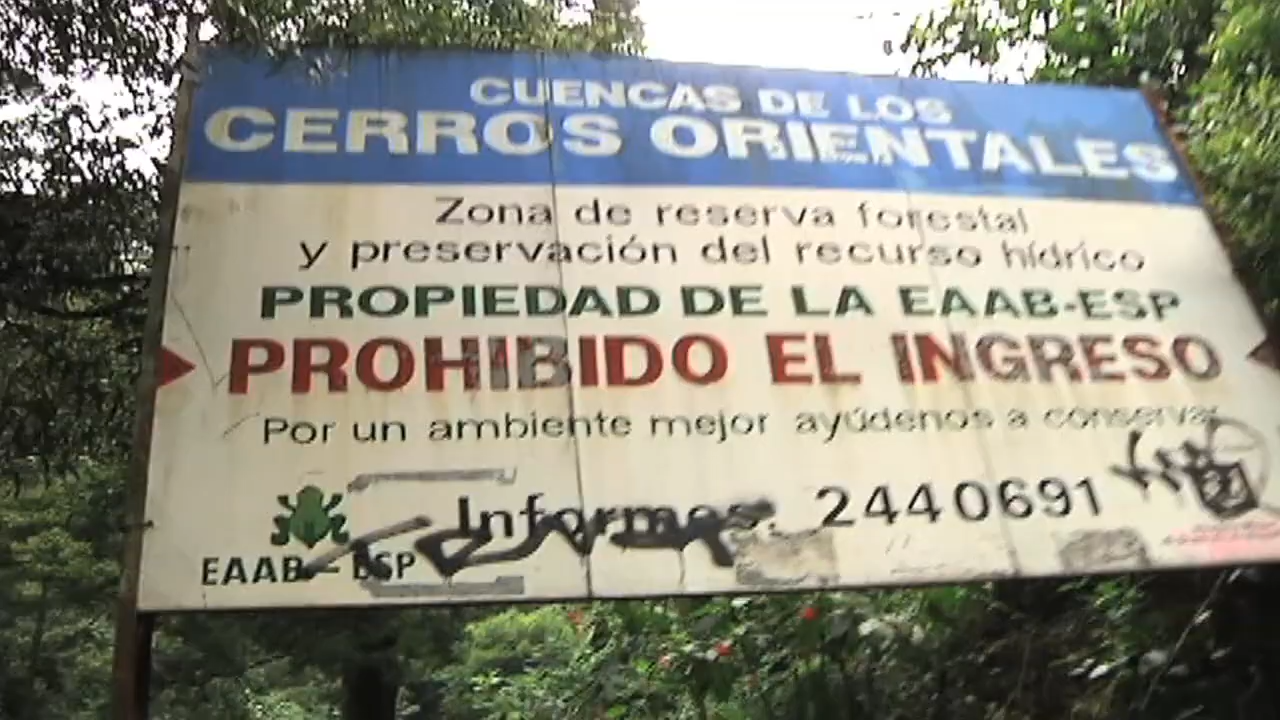 CUENCAS DE LOS
CERROS ORIENTALES
Zona de reserva forestal
y preservación del recurso hídrico
PROPIEDAD DE LA EAAB-ESP
PROHIBIDO EL INGRESO
Por un ambiente mejor ayúdenos a conservar
Informes. 2440691
EAAB-ESP